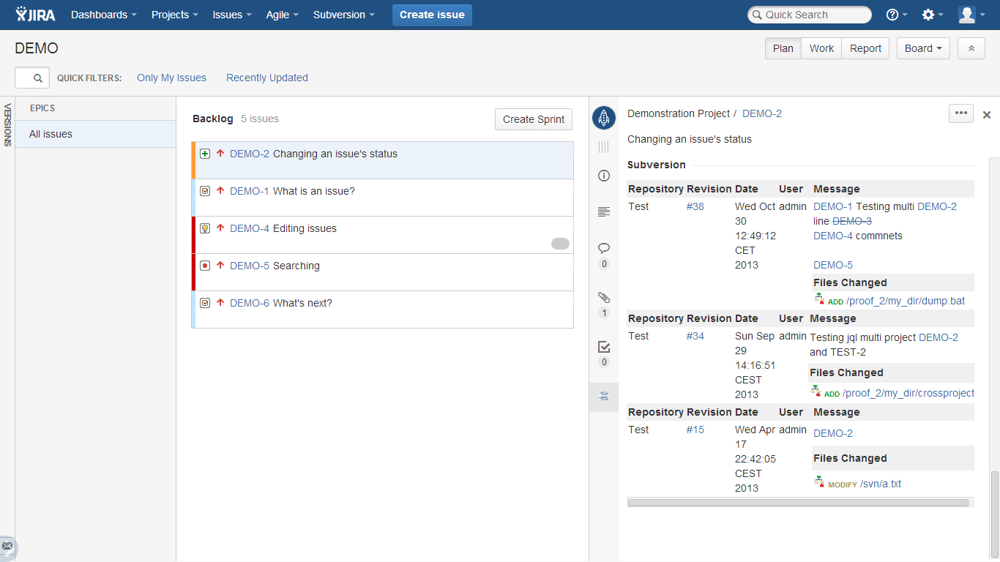 JIRA Dashboards Projects Issues Agile Subversion Create issue Quick Search
DEMO
Plan Work Report Board
QUICK FILTERS: Only My Issues Recently Updated
VERSIONS
EPICS
All issues
Backlog 5 issues Create Sprint
DEMO-2 Changing an issue's status
DEMO-1 What is an issue?
DEMO-4 Editing issues
DEMO-5 Searching
DEMO-6 What's next?
0
1
0
Demonstration Project / DEMO-2
Changing an issue's status
Subversion
Repository Revision Date User Message
Test #38 Wed Oct admin DEMO-1 Testing multi DEMO-2
30 line DEMO-3
12:49:12 DEMO-4 commnets
CET
2013 DEMO-5
Files Changed
ADD /proof_2/my_dir/dump.bat
Repository Revision Date User Message
Test #34 Sun Sep admin Testing jql multi project DEMO-2
29 and TEST-2
14:16:51 Files Changed
CEST
2013 ADD /proof_2/my_dir/crossproject
Repository Revision Date User Message
Test #15 Wed Apr admin DEMO-2
17
22:42:05 Files Changed
CEST
2013 MODIFY /svn/a.txt